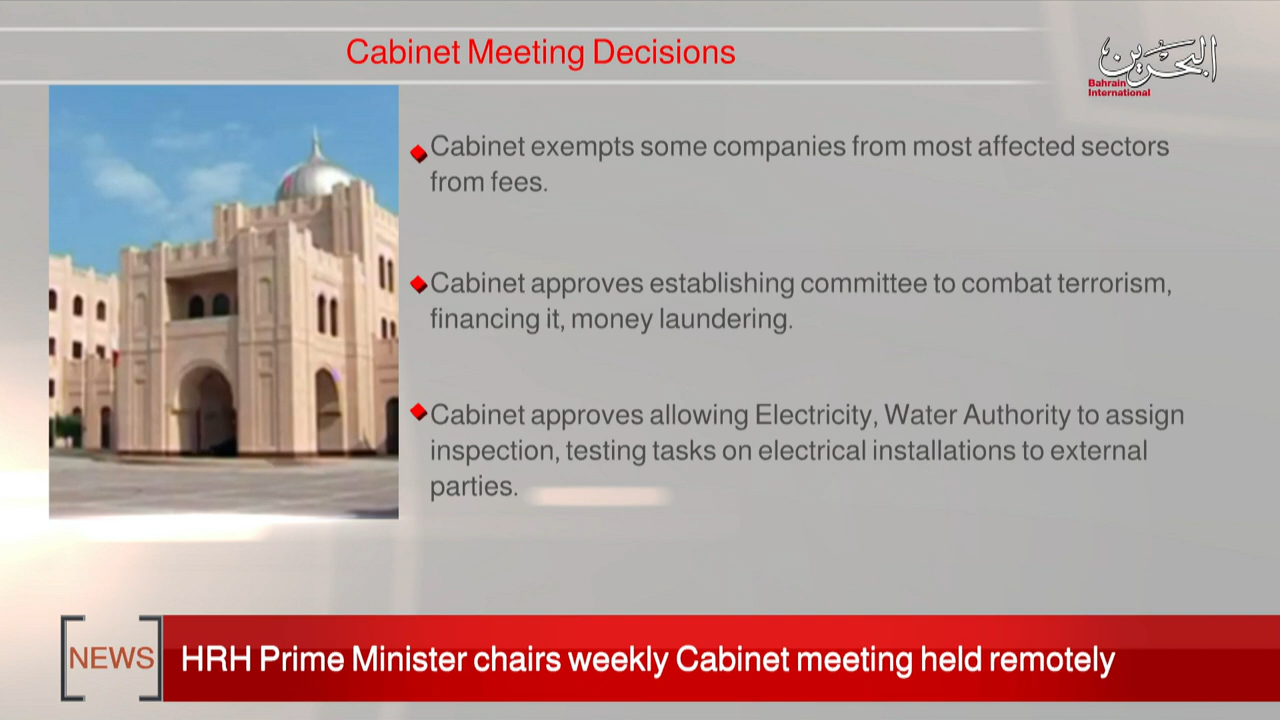 Cabinet Meeting Decisions
البحرين
Bahrain
International
Cabinet exempts some companies from most affected sectors
from fees.
Cabinet approves establishing committee to combat terrorism,
financing it, money laundering.
Cabinet approves allowing Electricity, Water Authority to assign
inspection, testing tasks on electrical installations to external
parties.
NEWS
HRH Prime Minister chairs weekly Cabinet meeting held remotely